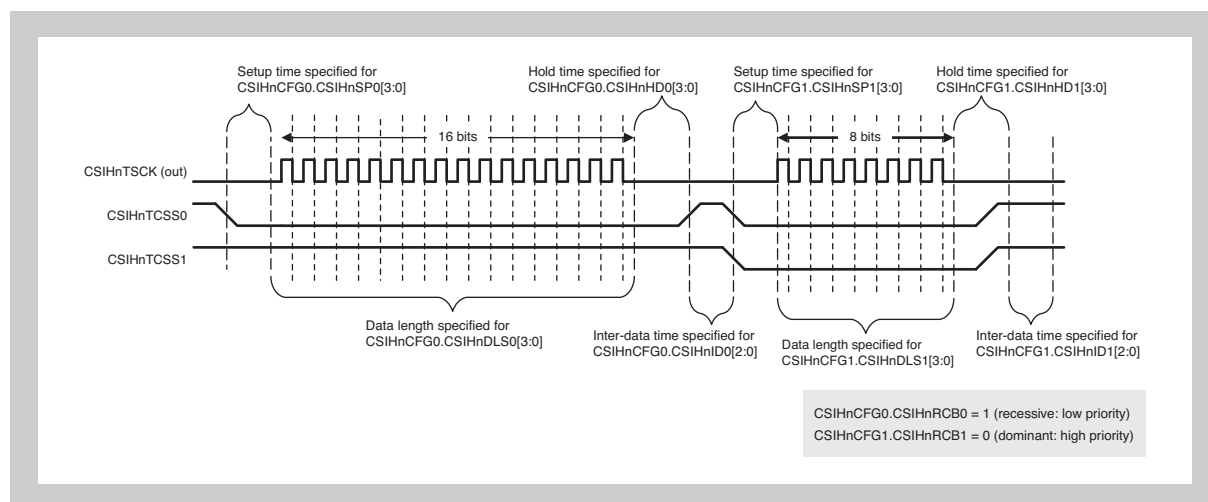 Setup time specified for
CSIHnCFG0.CSIHnSP0[3:0]
Hold time specified for
CSIHnCFG0.CSIHnHD0[3:0]
Setup time specified for
CSIHnCFG1.CSIHnSP1[3:0]
Hold time specified for
CSIHnCFG1.CSIHnHD1[3:0]
16 bits
8 bits
CSIHnTSCK (out)
CSIHnTCSS0
CSIHnTCSS1
Data length specified for
CSIHnCFG0.CSIHnDLS0[3:0]
Inter-data time specified for
CSIHnCFG0.CSIHnID0[2:0]
Data length specified for
CSIHnCFG1.CSIHnDLS1[3:0]
Inter-data time specified for
CSIHnCFG1.CSIHnID1[2:0]
CSIHnCFG0.CSIHnRCB0 = 1 (recessive: low priority)
CSIHnCFG1.CSIHnRCB1 = 0 (dominant: high priority)